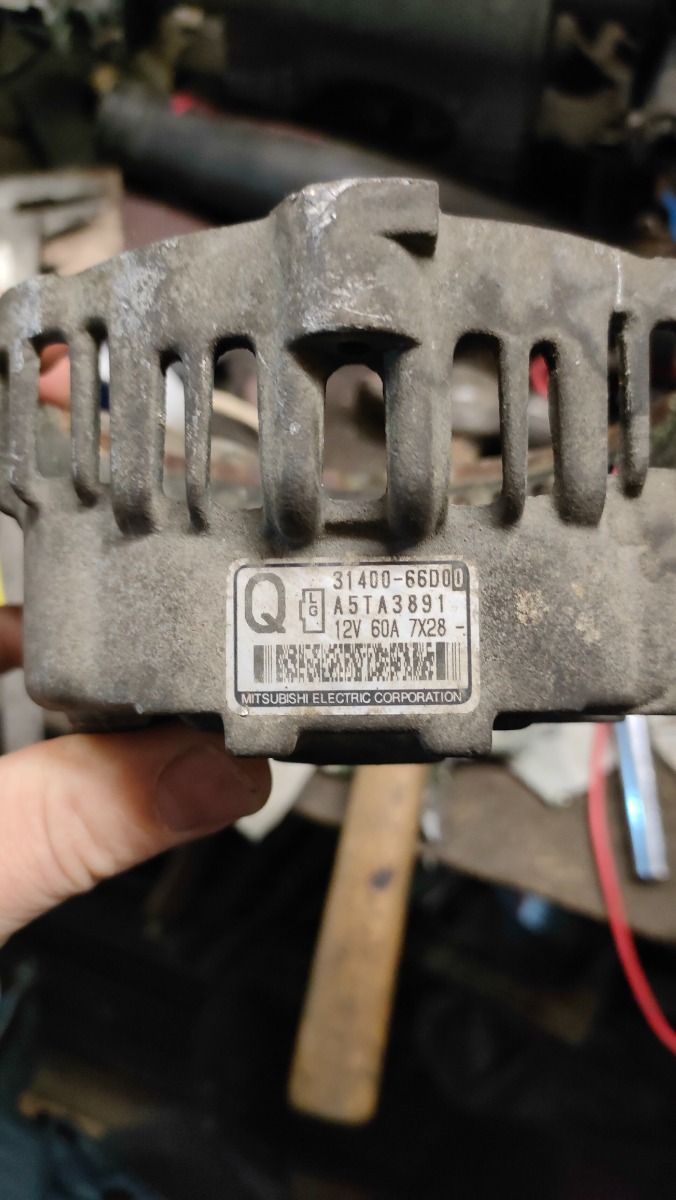 Q
L
G
31400-66D00
A5TA3891
12V 60A 7X28 -
MITSUBISHI ELECTRIC CORPORATION